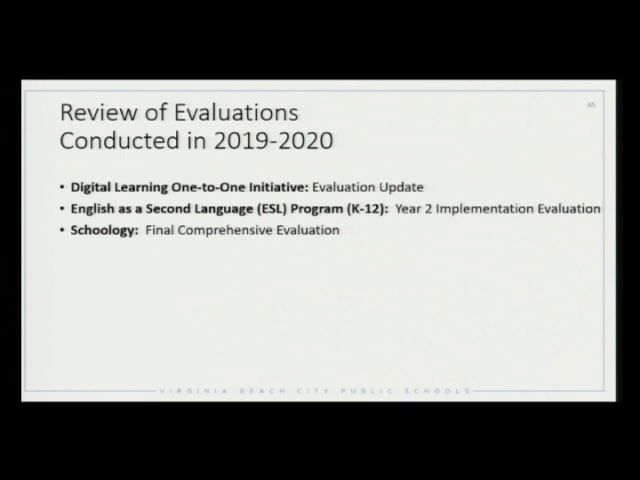 Review of Evaluations
Conducted in 2019-2020
65
• Digital Learning One-to-One Initiative: Evaluation Update
• English as a Second Language (ESL) Program (K-12): Year 2 Implementation Evaluation
• Schoology: Final Comprehensive Evaluation
VIRGINIA BEACH CITY PUBLIC SCHOOLS